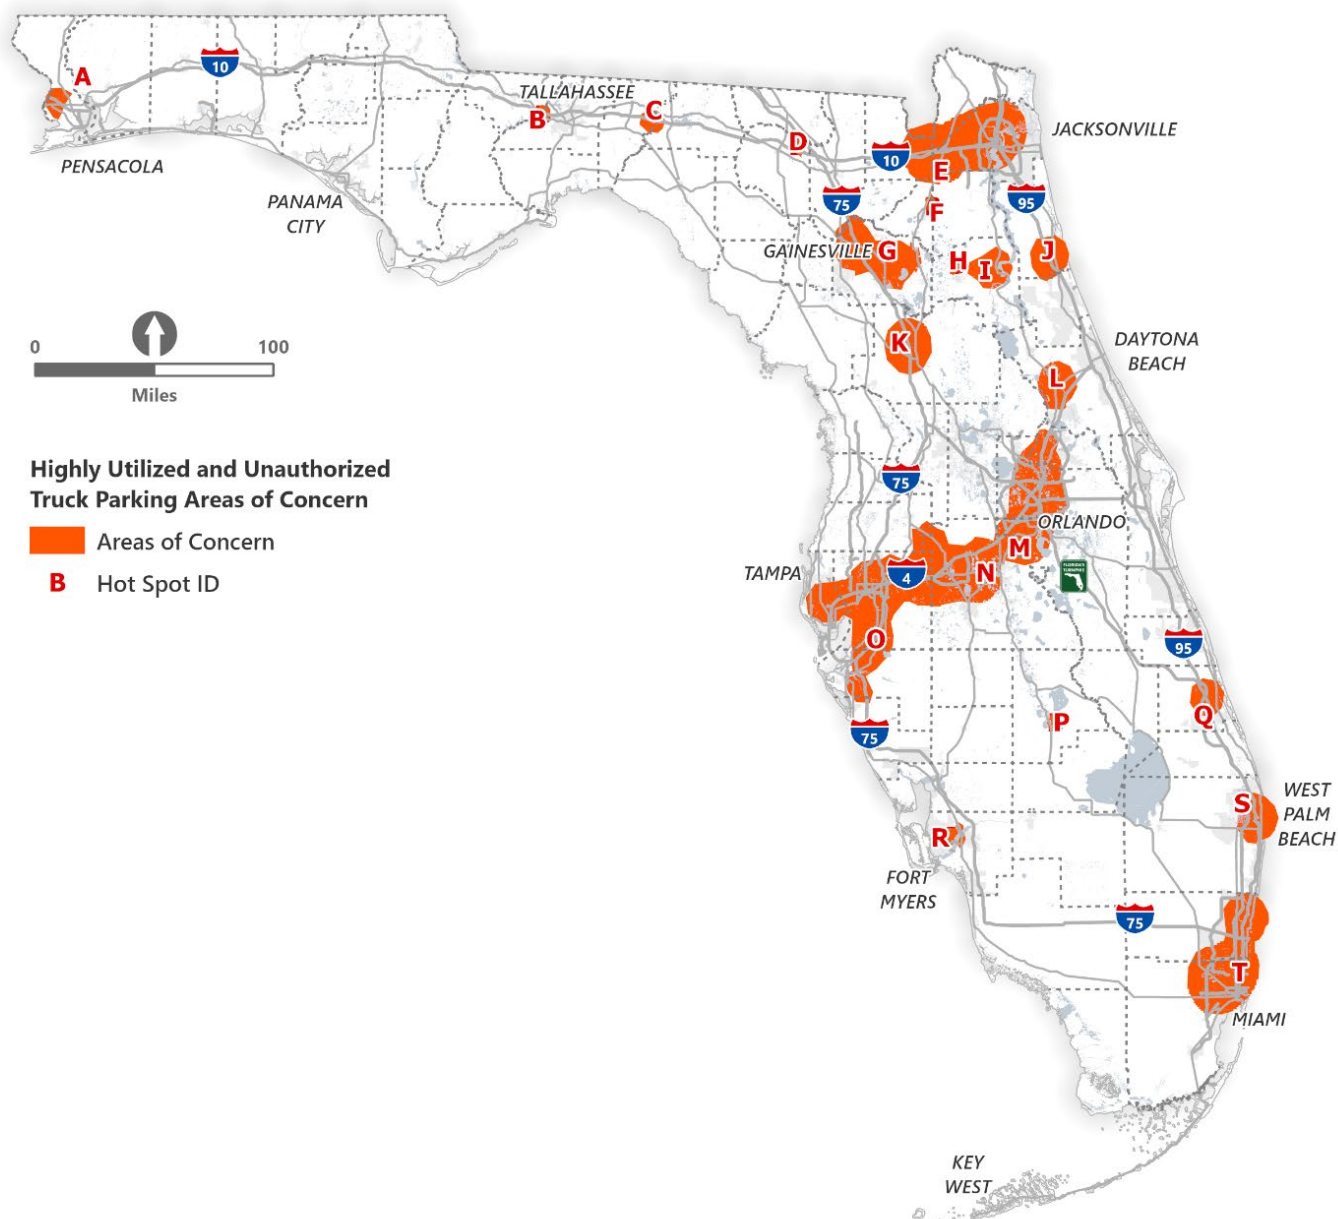 A
10
TALLAHASSEE
B
C
D
10
E
JACKSONVILLE
PENSACOLA
PANAMA
CITY
75
F
95
GAINESVILLE
G
H
I
J
0
100
Miles
K
DAYTONA
BEACH
L
Highly Utilized and Unauthorized
Truck Parking Areas of Concern
Areas of Concern
B
Hot Spot ID
75
ORLANDO
M
TAMPA
4
N
FLORIDA'S
TURNPIKE
O
95
P
Q
75
S
WEST
PALM
BEACH
R
FORT
MYERS
75
T
MIAMI
KEY
WEST